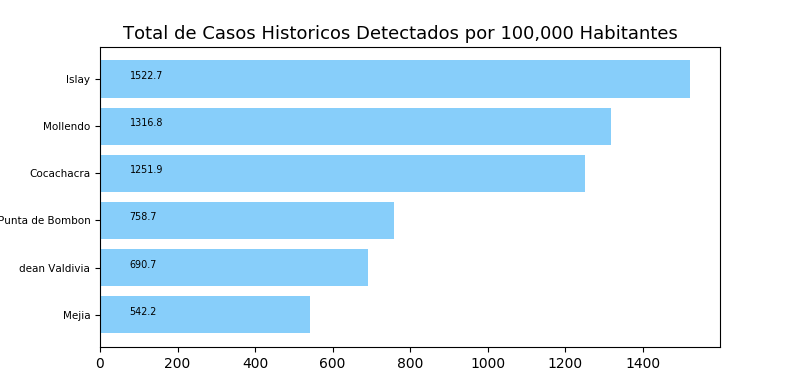 Total de Casos Historicos Detectados por 100,000 Habitantes
Islay 1522.7
Mollendo 1316.8
Cocachacra 1251.9
Punta de Bombon 758.7
dean Valdivia 690.7
Mejia 542.2
0 200 400 600 800 1000 1200 1400